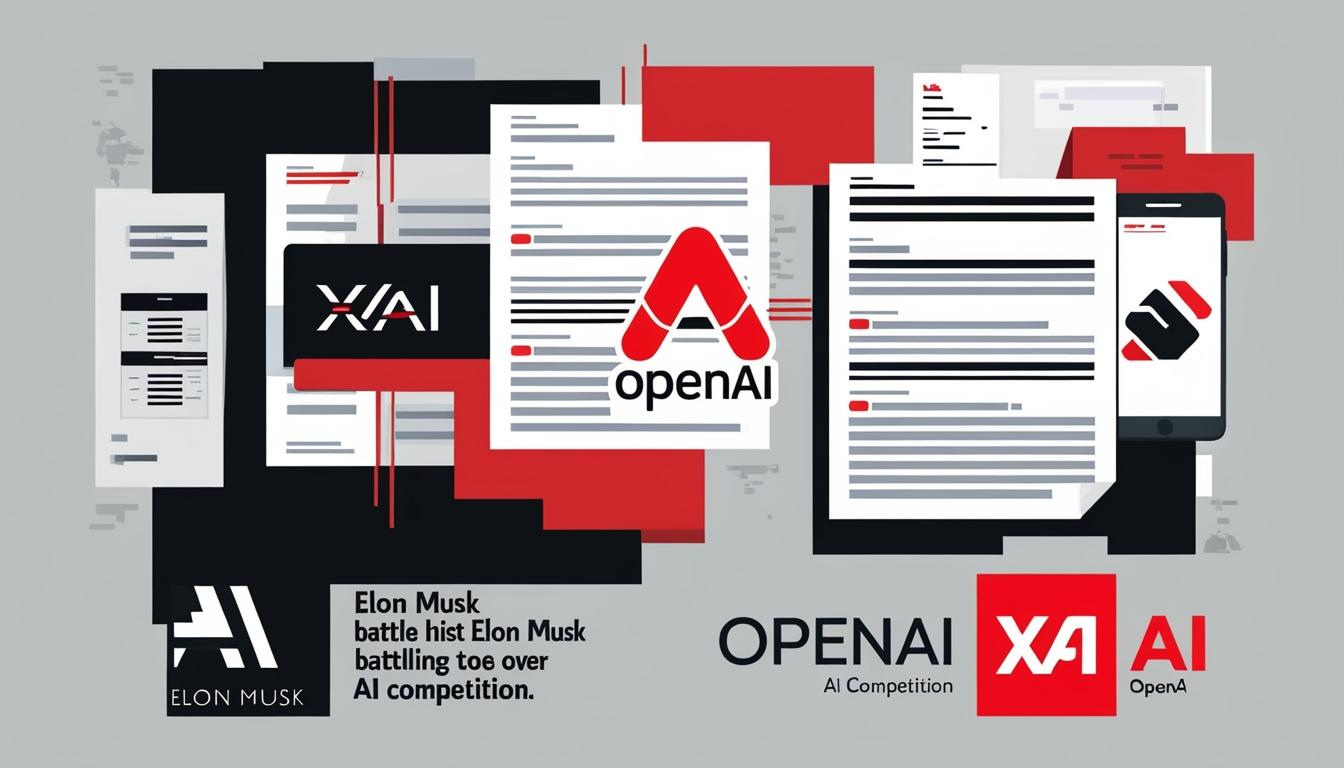 X/AI
openAI
ELON MUSK
Elon Musk
battle hist Elon Musk
battlling toe over
AI competition.
OPENAI
AI Competition
XAI
AI
OpenA